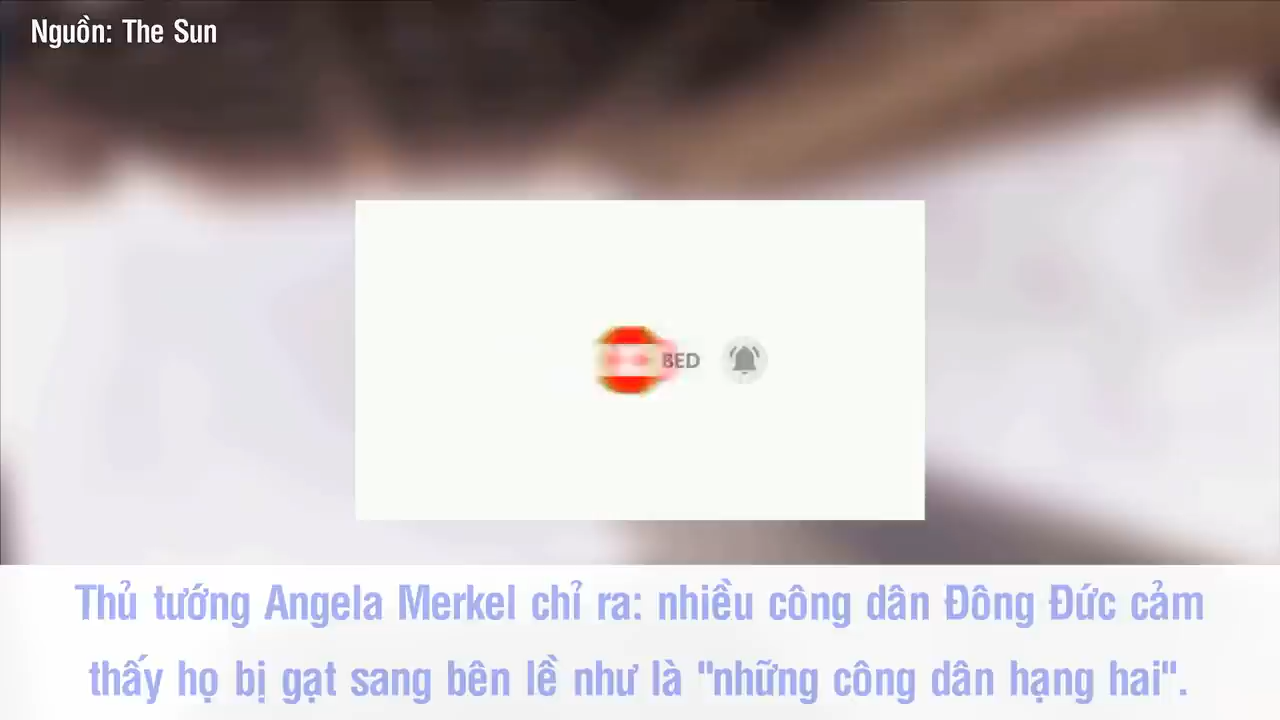 Nguồn: The Sun
BED
Thủ tướng Angela Merkel chỉ ra: nhiều công dân Đông Đức cảm
thấy họ bị gạt sang bên lề như là "những công dân hạng hai".